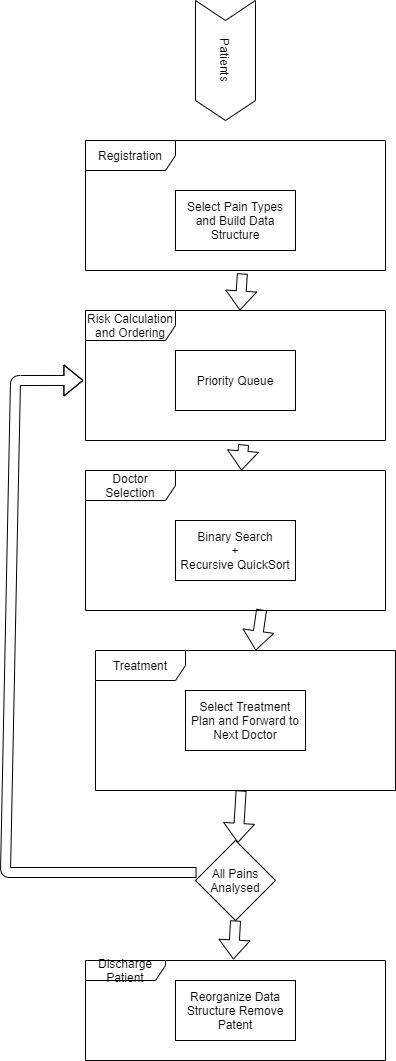 Patients
Registration
Select Pain Types
and Build Data
Structure
Risk Calculation
and Ordering
Priority Queue
Doctor
Selection
Binary Search
+
Recursive QuickSort
Treatment
Select Treatment
Plan and Forward to
Next Doctor
All Pains
Analysed
Discharge
Patient
Reorganize Data
Structure Remove
Patent